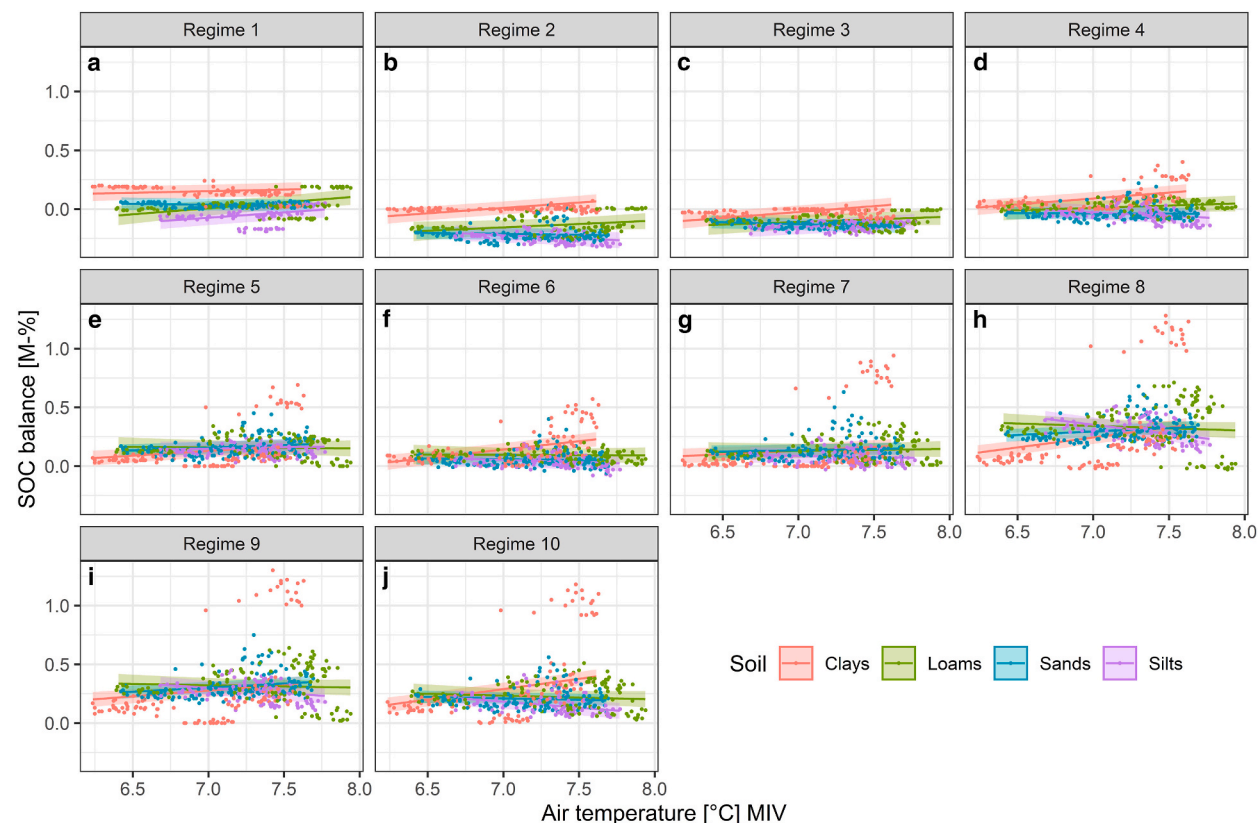 Regime 1 Regime 2 Regime 3 Regime 4
a b c d
1.0
0.5
0.0
Regime 5 Regime 6 Regime 7 Regime 8
e f g h
1.0
0.5
0.0
6.5 7.0 7.5 8.0 6.5 7.0 7.5 8.0
Regime 9 Regime 10
i j
1.0
0.5
0.0
6.5 7.0 7.5 8.0 6.5 7.0 7.5 8.0
SOC balance [M-%]
Air temperature [°C] MIV
Soil Clays Loams Sands Silts